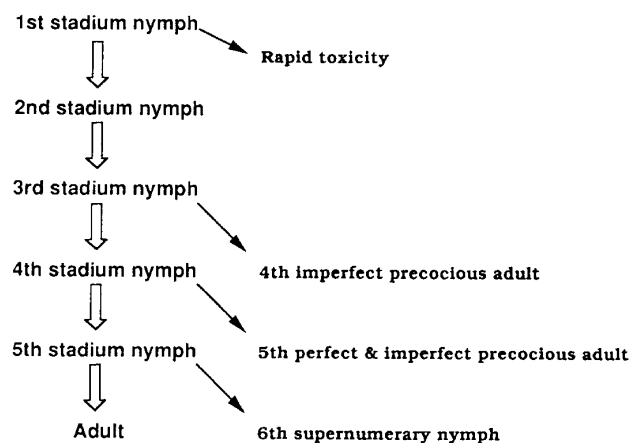 1st stadium nymph
Rapid toxicity
2nd stadium nymph
3rd stadium nymph
4th stadium nymph
4th imperfect precocious adult
5th stadium nymph
5th perfect & imperfect precocious adult
Adult
6th supernumerary nymph